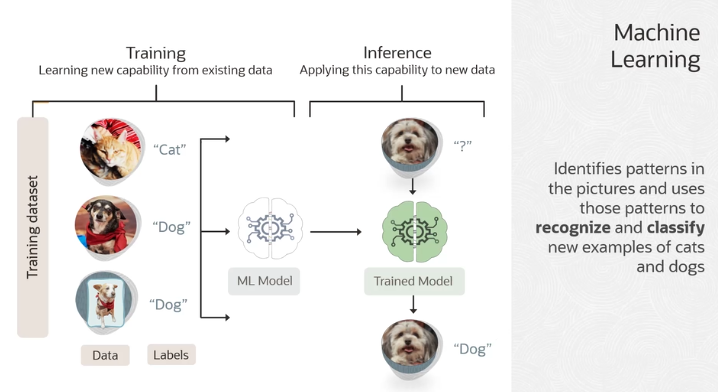 Training
Learning new capability from existing data
Inference
Applying this capability to new data
Training dataset
"Cat"
"Dog"
"Dog"
Data
Labels
ML Model
"?"
Trained Model
"Dog"
Machine
Learning
Identifies patterns in
the pictures and uses
those patterns to
recognize and classify
new examples of cats
and dogs